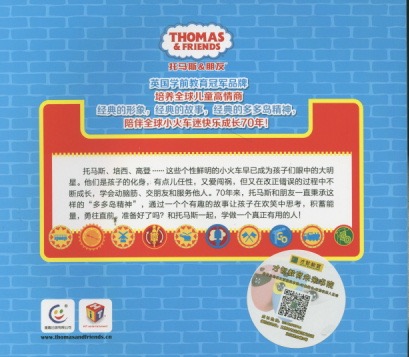 THOMAS
& FRIENDS
托马斯&朋友
英国学前教育冠军品牌
培养全球儿童高情商
经典的形象，经典的故事，经典的多多岛精神，
陪伴全球小火车迷快乐成长70年！
托马斯、培西、高登……这些个性鲜明的小火车早已成为孩子们眼中的大明
星。他们是孩子的化身，有点儿任性，又爱闯祸，但又在改正错误的过程中不
断成长，学会动脑筋、交朋友和服务他人。70年来，托马斯和朋友一直秉承这
样的“多多岛精神”，通过一个个有趣的故事让孩子在欢笑中思考，积蓄能
量，勇往直前。准备好了吗？和托马斯一起，学做一个真正有用的人！
www.thomasandfriends.cn